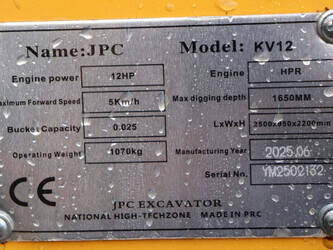 Name:JPC Model: KV12
Engine power 12HP Engine HPR
Maximum Forward Speed 5Km/h Max digging depth 1650MM
Bucket Capacity 0.025 LxWxH 2500x850x2200mm
Operating Weight 1070kg Manufacturing Year 2025.06
Serial No. YM2502132
CE
JPC EXCAVATOR
NATIONAL HIGH-TECHZONE MADE IN PRC